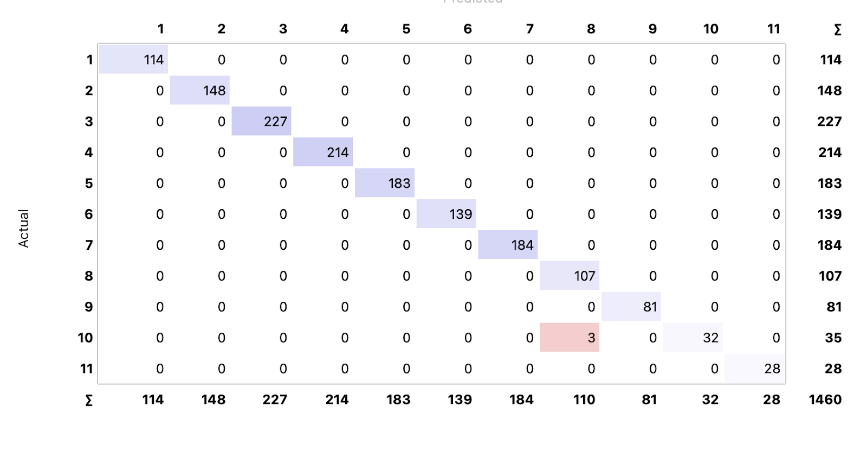 Predicted
1 2 3 4 5 6 7 8 9 10 11 Σ
1 114 0 0 0 0 0 0 0 0 0 0 114
2 0 148 0 0 0 0 0 0 0 0 0 148
3 0 0 227 0 0 0 0 0 0 0 0 227
4 0 0 0 214 0 0 0 0 0 0 0 214
5 0 0 0 0 183 0 0 0 0 0 0 183
6 0 0 0 0 0 139 0 0 0 0 0 139
Actual
7 0 0 0 0 0 0 184 0 0 0 0 184
8 0 0 0 0 0 0 0 107 0 0 0 107
9 0 0 0 0 0 0 0 0 81 0 0 81
10 0 0 0 0 0 0 0 3 0 32 0 35
11 0 0 0 0 0 0 0 0 0 0 28 28
Σ 114 148 227 214 183 139 184 110 81 32 28 1460